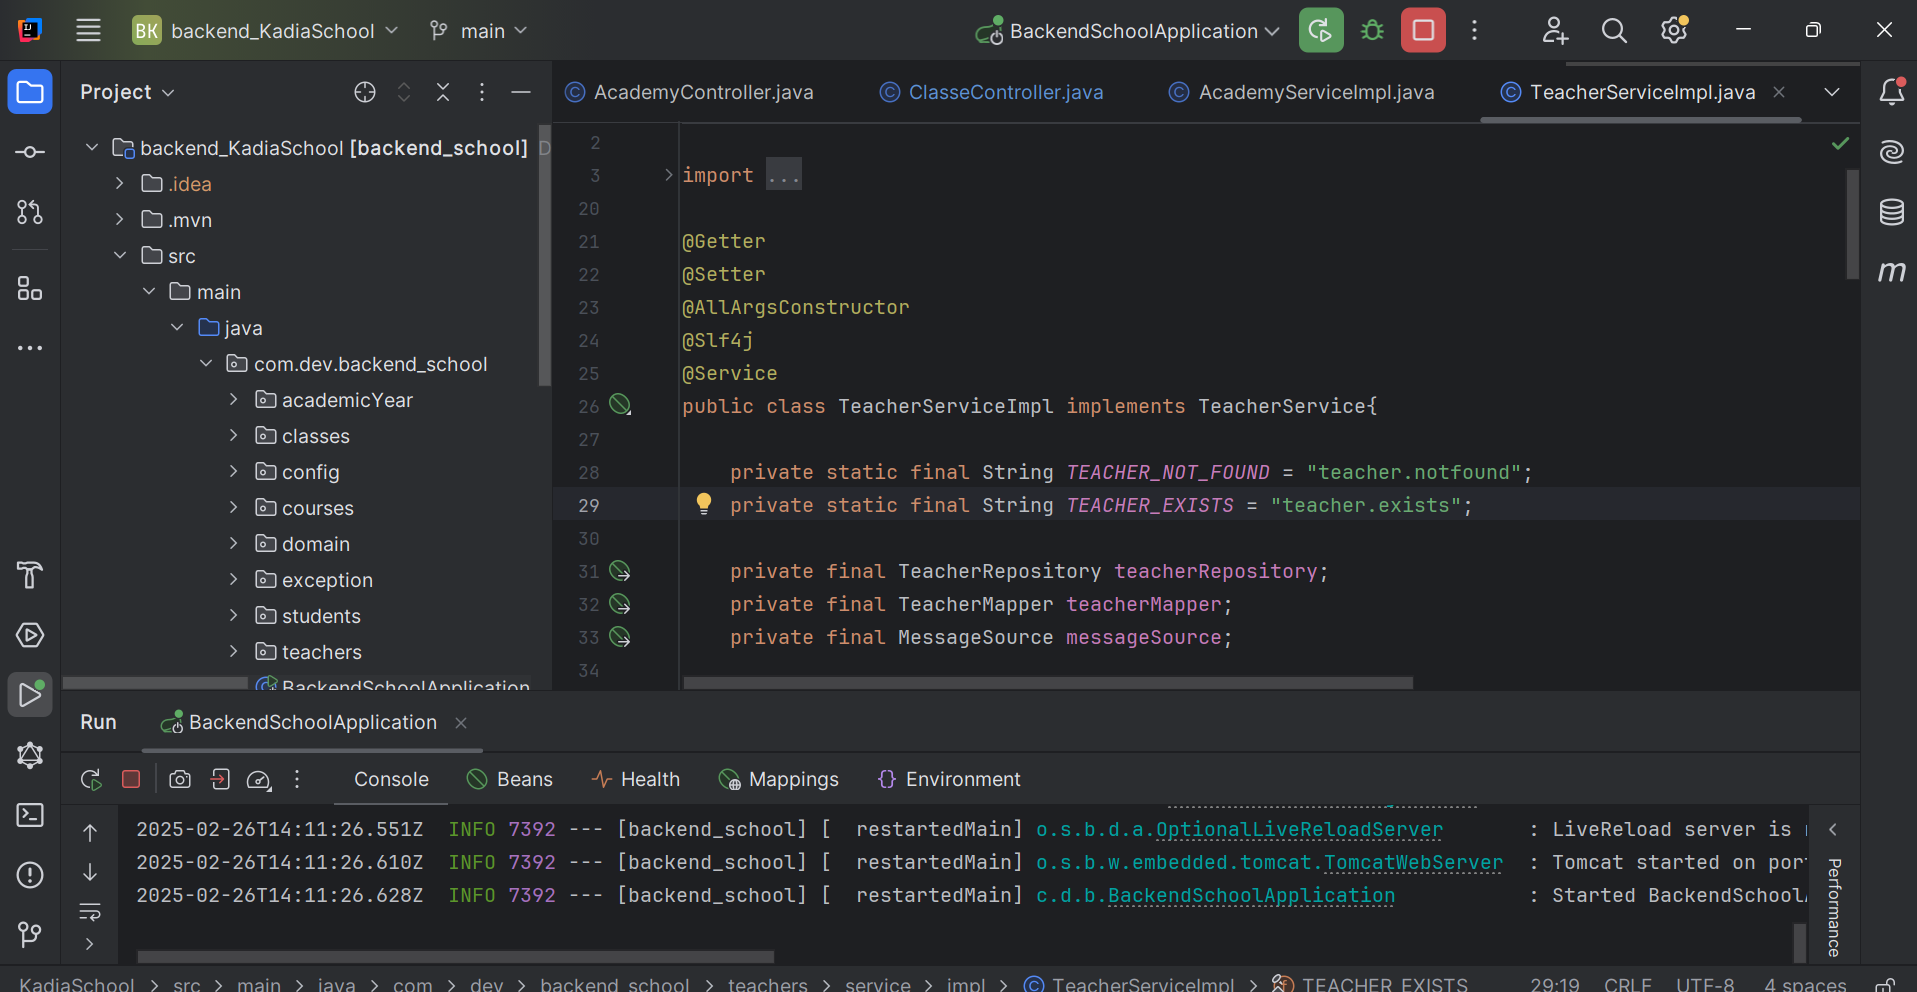 BK backend_KadiaSchool main BackendSchoolApplication
Project
AcademyController.java ClasseController.java AcademyServiceImpl.java TeacherServiceImpl.java
backend_KadiaSchool [backend_school] D
.idea
.mvn
src
main
java
com.dev.backend_school
academicYear
classes
config
courses
domain
exception
students
teachers
BackendSchoolApplication
2
3 import ...
20
21 @Getter
22 @Setter
23 @AllArgsConstructor
24 @Slf4j
25 @Service
26 public class TeacherServiceImpl implements TeacherService{
27
28 private static final String TEACHER_NOT_FOUND = "teacher.notfound";
29 private static final String TEACHER_EXISTS = "teacher.exists";
30
31 private final TeacherRepository teacherRepository;
32 private final TeacherMapper teacherMapper;
33 private final MessageSource messageSource;
34
m
Run BackendSchoolApplication
Console Beans Health Mappings Environment
2025-02-26T14:11:26.551Z INFO 7392 --- [backend_school] [ restartedMain] o.s.b.d.a.OptionalLiveReloadServer : LiveReload server is
2025-02-26T14:11:26.610Z INFO 7392 --- [backend_school] [ restartedMain] o.s.b.w.embedded.tomcat.TomcatWebServer : Tomcat started on por
2025-02-26T14:11:26.628Z INFO 7392 --- [backend_school] [ restartedMain] c.d.b.BackendSchoolApplication : Started BackendSchool
Performance
KadiaSchool > src > main > java > com > dev > backend_school > teachers > service > impl > TeacherServiceImpl > TEACHER_EXISTS 29:19 CRLF UTF-8 4 spaces